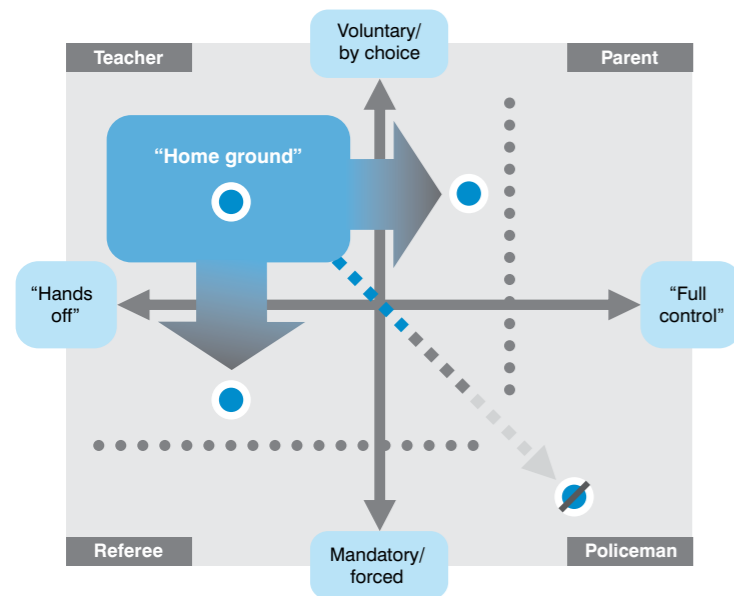 Voluntary/
by choice
Teacher
Parent
“Home ground”
“Hands
off”
“Full
control”
Referee
Policeman
Mandatory/
forced